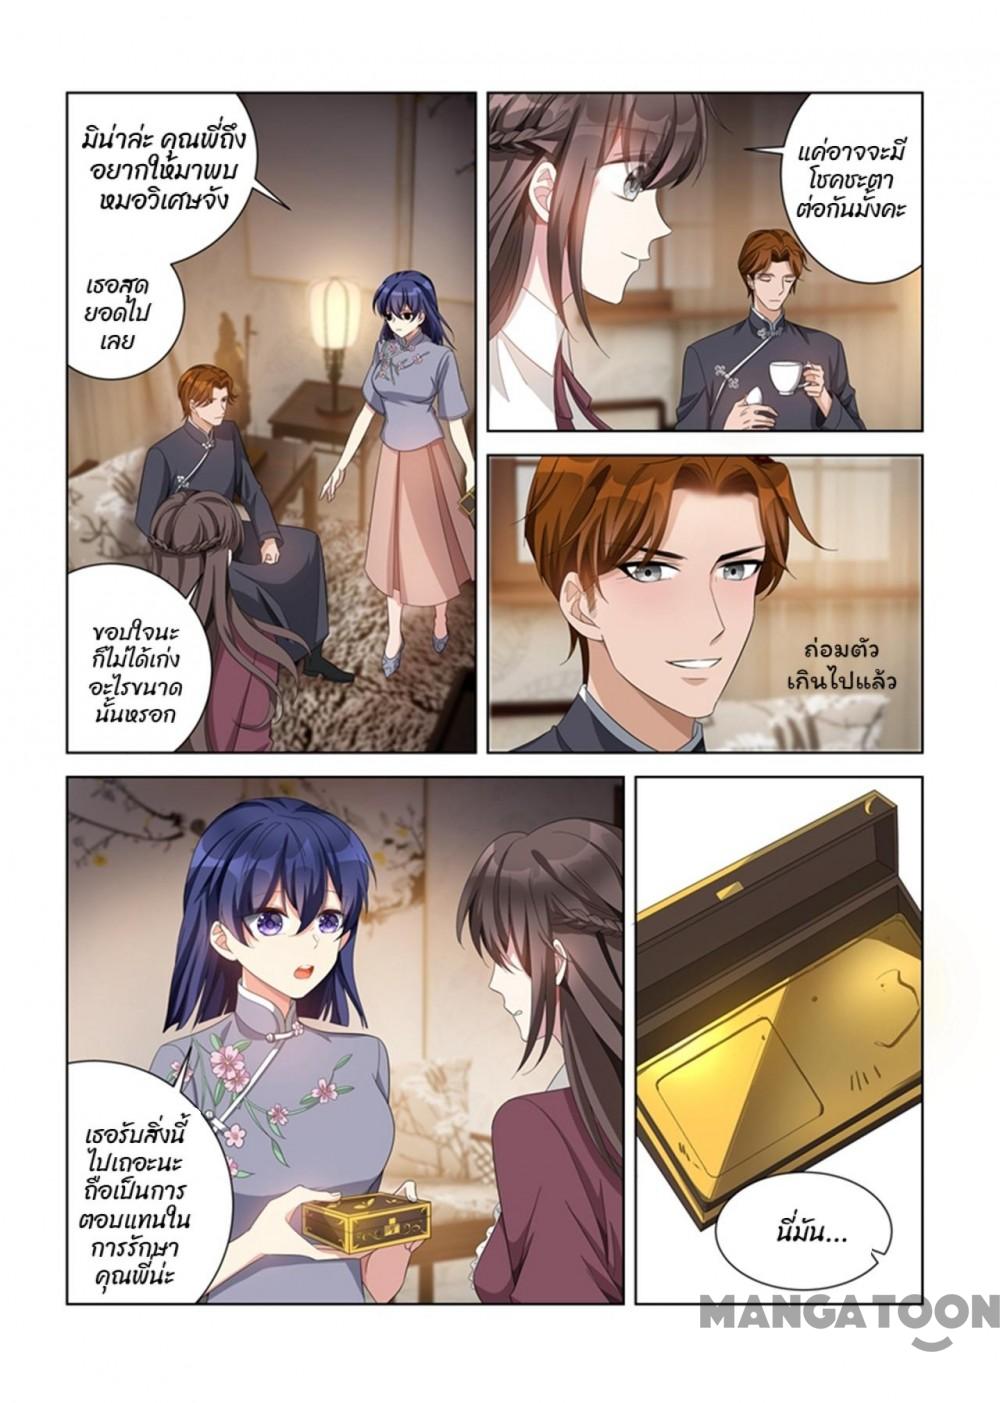 มิน่าล่ะ คุณพี่ถึง
อยากให้มาพบ
หมอวิเศษจัง
เธอสุด
ยอดไป
เลย
แค่อาจจะมี
โชคชะตา
ต่อกันมั้งคะ
ขอบใจนะ
ก็ไม่ได้เก่ง
อะไรขนาด
นั้นหรอก
ถ่อมตัว
เกินไปแล้ว
เธอรับสิ่งนี้
ไปเถอะนะ
ถือเป็นการ
ตอบแทนใน
การรักษา
คุณพี่น่ะ
นี่มัน...
MANGATOON